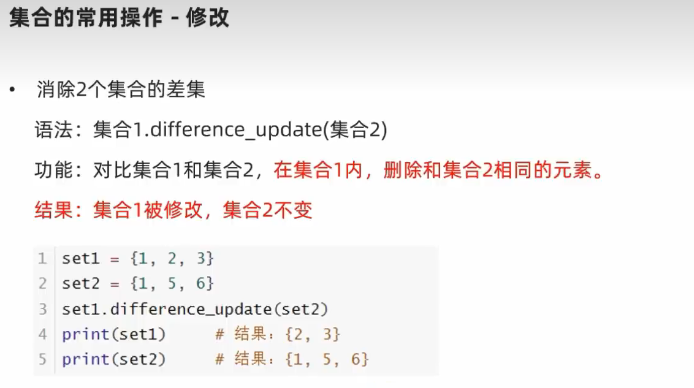 集合的常用操作 - 修改
• 消除2个集合的差集
语法：集合1.difference_update(集合2)
功能：对比集合1和集合2，在集合1内，删除和集合2相同的元素。
结果：集合1被修改，集合2不变
1 set1 = {1, 2, 3}
2 set2 = {1, 5, 6}
3 set1.difference_update(set2)
4 print(set1) # 结果：{2, 3}
5 print(set2) # 结果：{1, 5, 6}